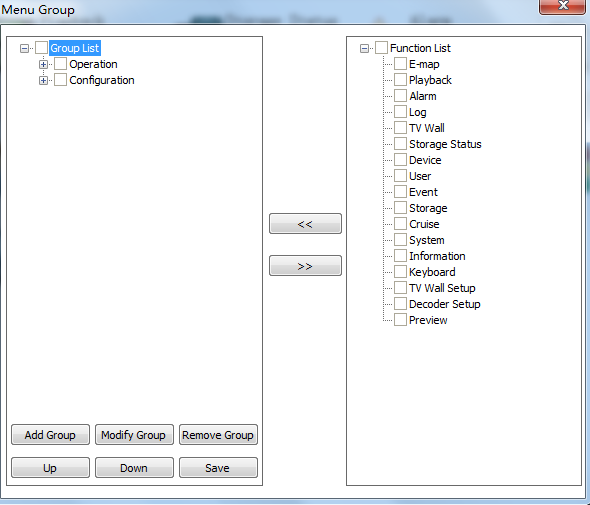 Menu Group
Group List
Operation
Configuration
<<
>>
Add Group
Modify Group
Remove Group
Up
Down
Save
Function List
E-map
Playback
Alarm
Log
TV Wall
Storage Status
Device
User
Event
Storage
Cruise
System
Information
Keyboard
TV Wall Setup
Decoder Setup
Preview